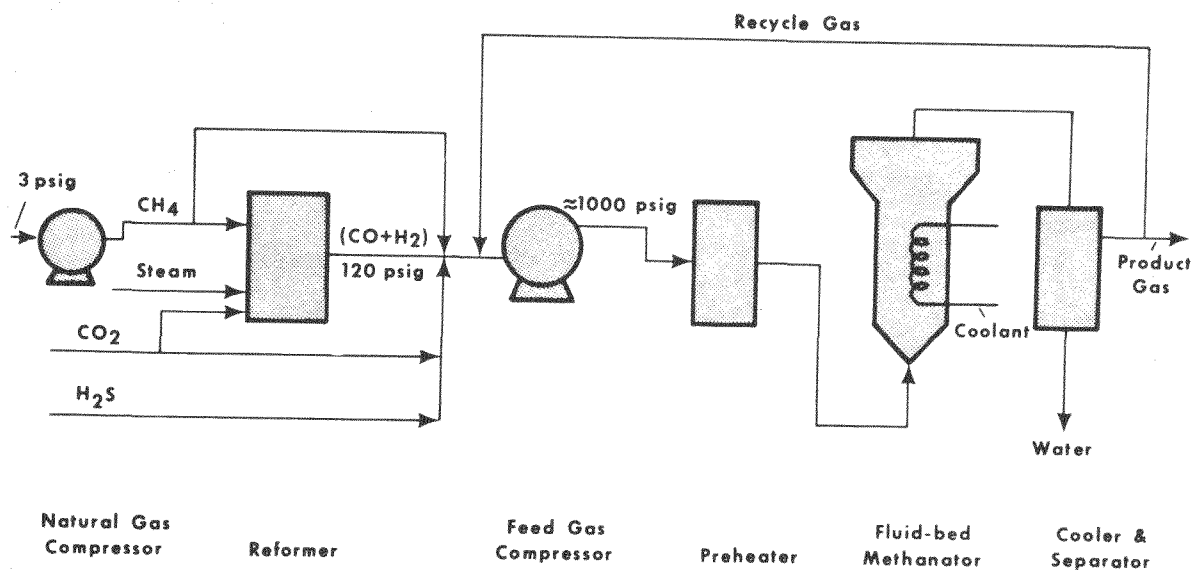 Recycle Gas
3 psig
CH4
(CO+H2)
120 psig
≈1000 psig
Steam
CO2
H2S
Product
Gas
Coolant
Water
Natural Gas
Compressor
Reformer
Feed Gas
Compressor
Preheater
Fluid-bed
Methanator
Cooler &
Separator